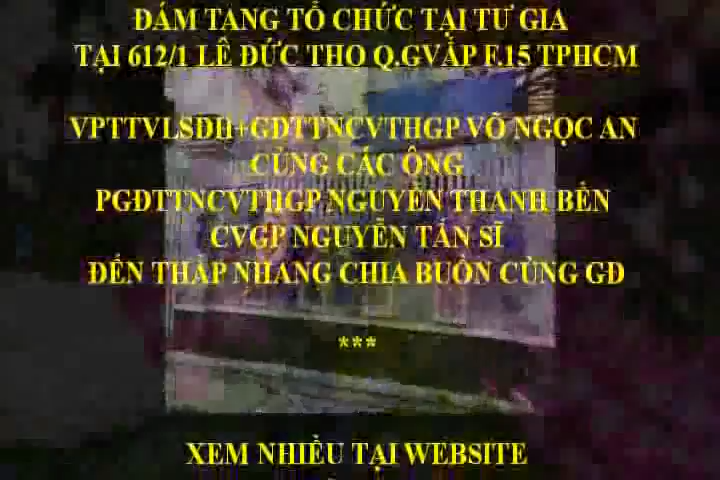 ĐÁM TANG TỔ CHỨC TẠI TƯ GIA
TẠI 612/1 LÊ ĐỨC THO Q.GVẤP F.15 TPHCM
VPTTVLSĐH+GĐTTNCVTHGP VÕ NGỌC AN
CÙNG CÁC ÔNG
PGĐTTNCVTHGP NGUYỄN THANH BẾN
CVGP NGUYỄN TẤN SĨ
ĐẾN THẮP NHANG CHIA BUỒN CÙNG GĐ
***
XEM NHIỀU TẠI WEBSITE